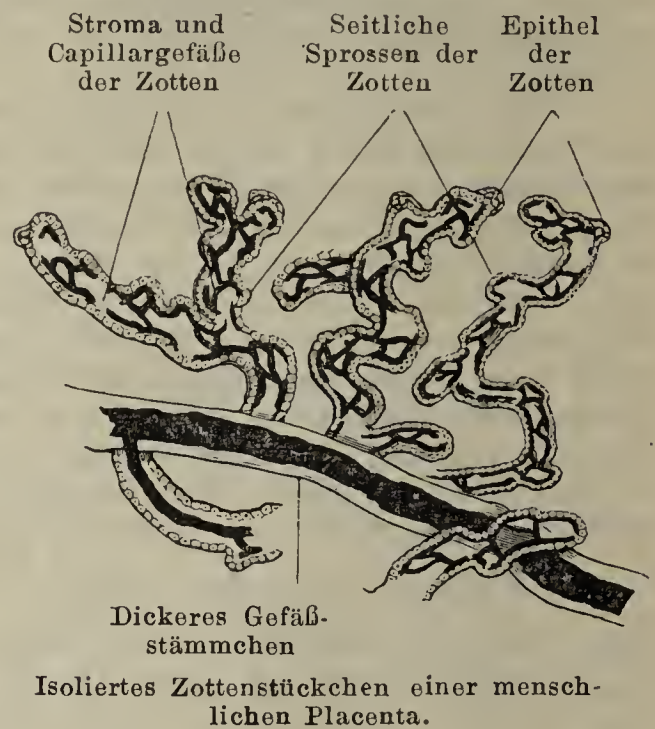 Stroma und
Capillargefäße
der Zotten
Seitliche
Sprossen der
Zotten
Epithel
der
Zotten
Dickeres Gefäß-
stämmchen
Isoliertes Zottenstückchen einer mensch-
lichen Placenta.